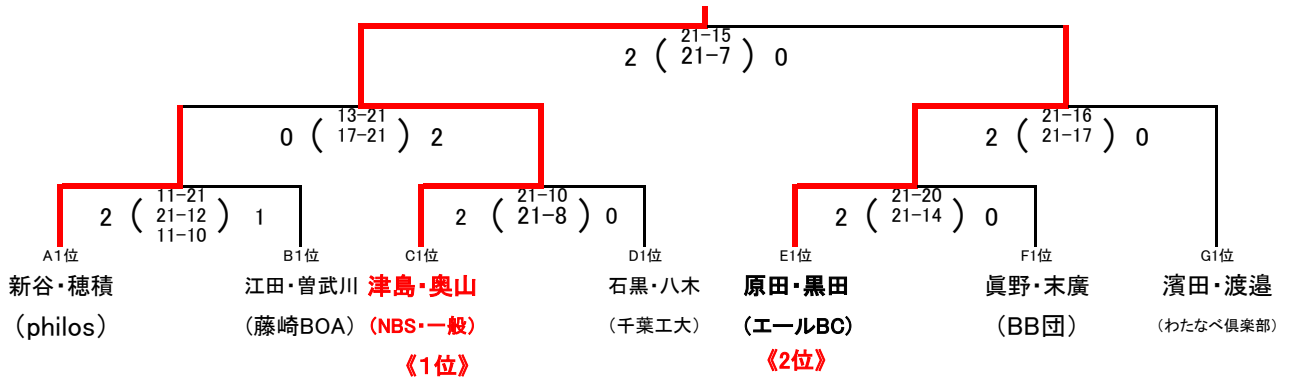 21-15
2 ( 21-7 ) 0
13-21
0 ( 17-21 ) 2
21-16
2 ( 21-17 ) 0
11-21
2 ( 21-12 ) 1
11-10
21-10
2 ( 21-8 ) 0
21-20
2 ( 21-14 ) 0
A1位 B1位 C1位 D1位 E1位 F1位 G1位
新谷・穂積 江田・曽武川 津島・奥山 石黒・八木 原田・黒田 眞野・末廣 濱田・渡邉
(philos) (藤崎BOA) (NBS・一般) (千葉工大) (エールBC) (BB団) (わたなべ倶楽部)
《1位》 《2位》